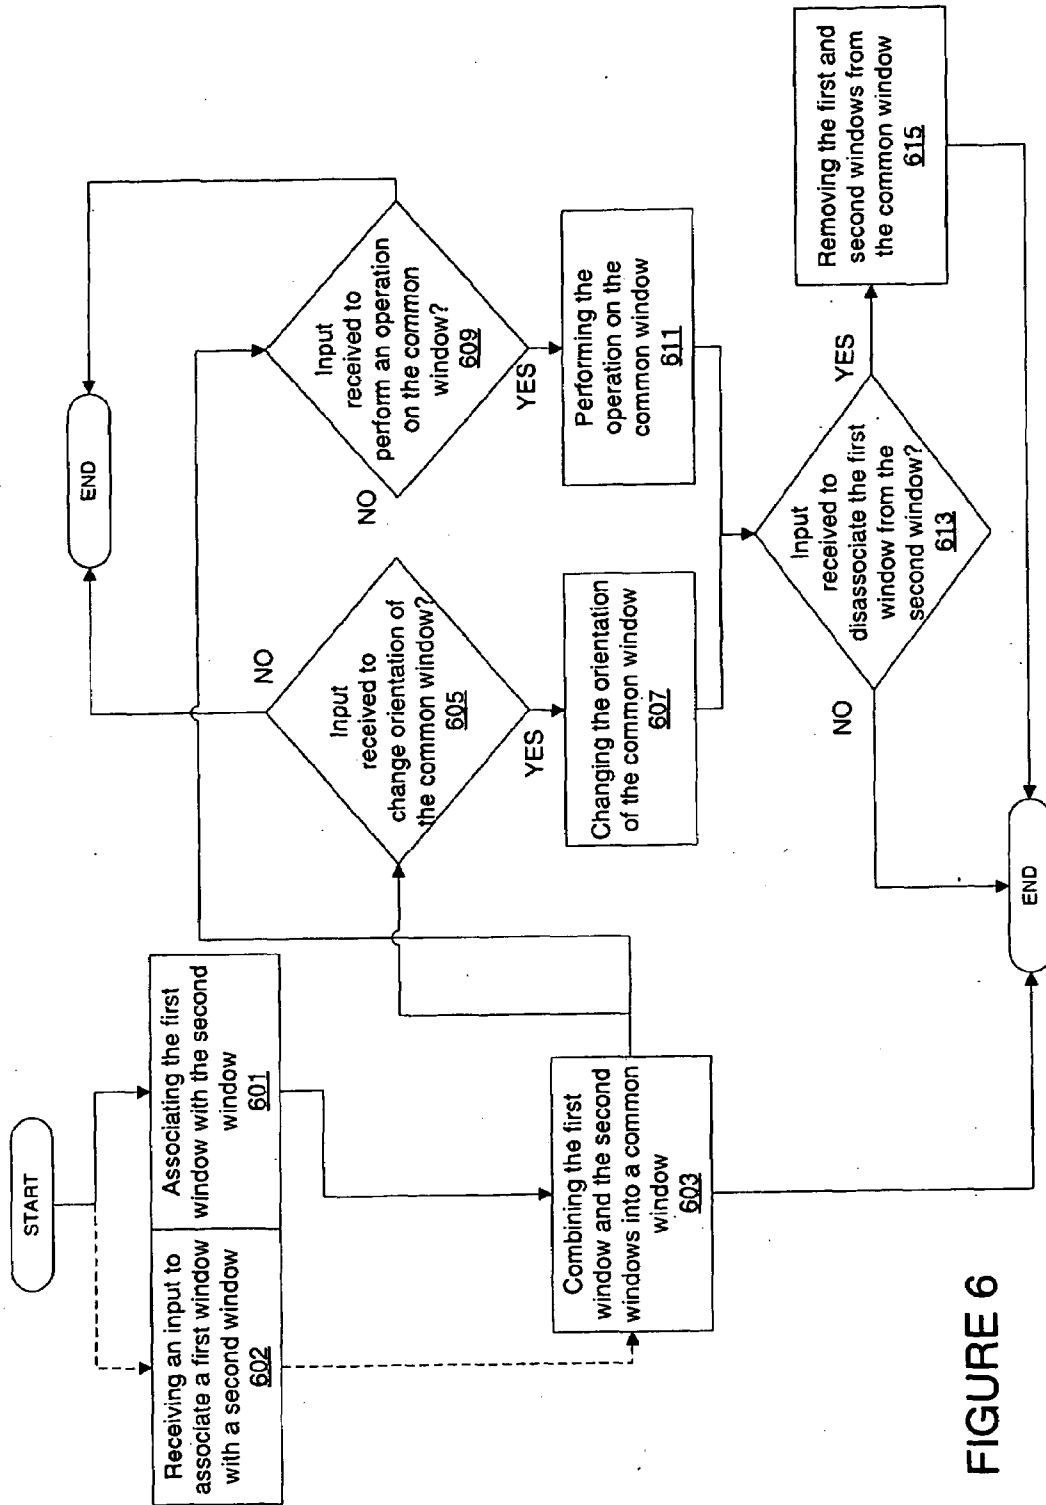 START
Receiving an input to
associate a first window
with a second window
602
Associating the first
window with the second
window
601
Combining the first
window and the second
windows into a common
window
603
END
Input
received to
change orientation of
the common window?
605
NO
YES
Changing the orientation
of the common window
607
Input
received to
perform an operation
on the common
window?
609
NO
YES
Performing the
operation on the
common window
611
Input
received to
disassociate the first
window from the
second window?
613
NO
YES
Removing the first and
second windows from
the common window
615
END
FIGURE 6